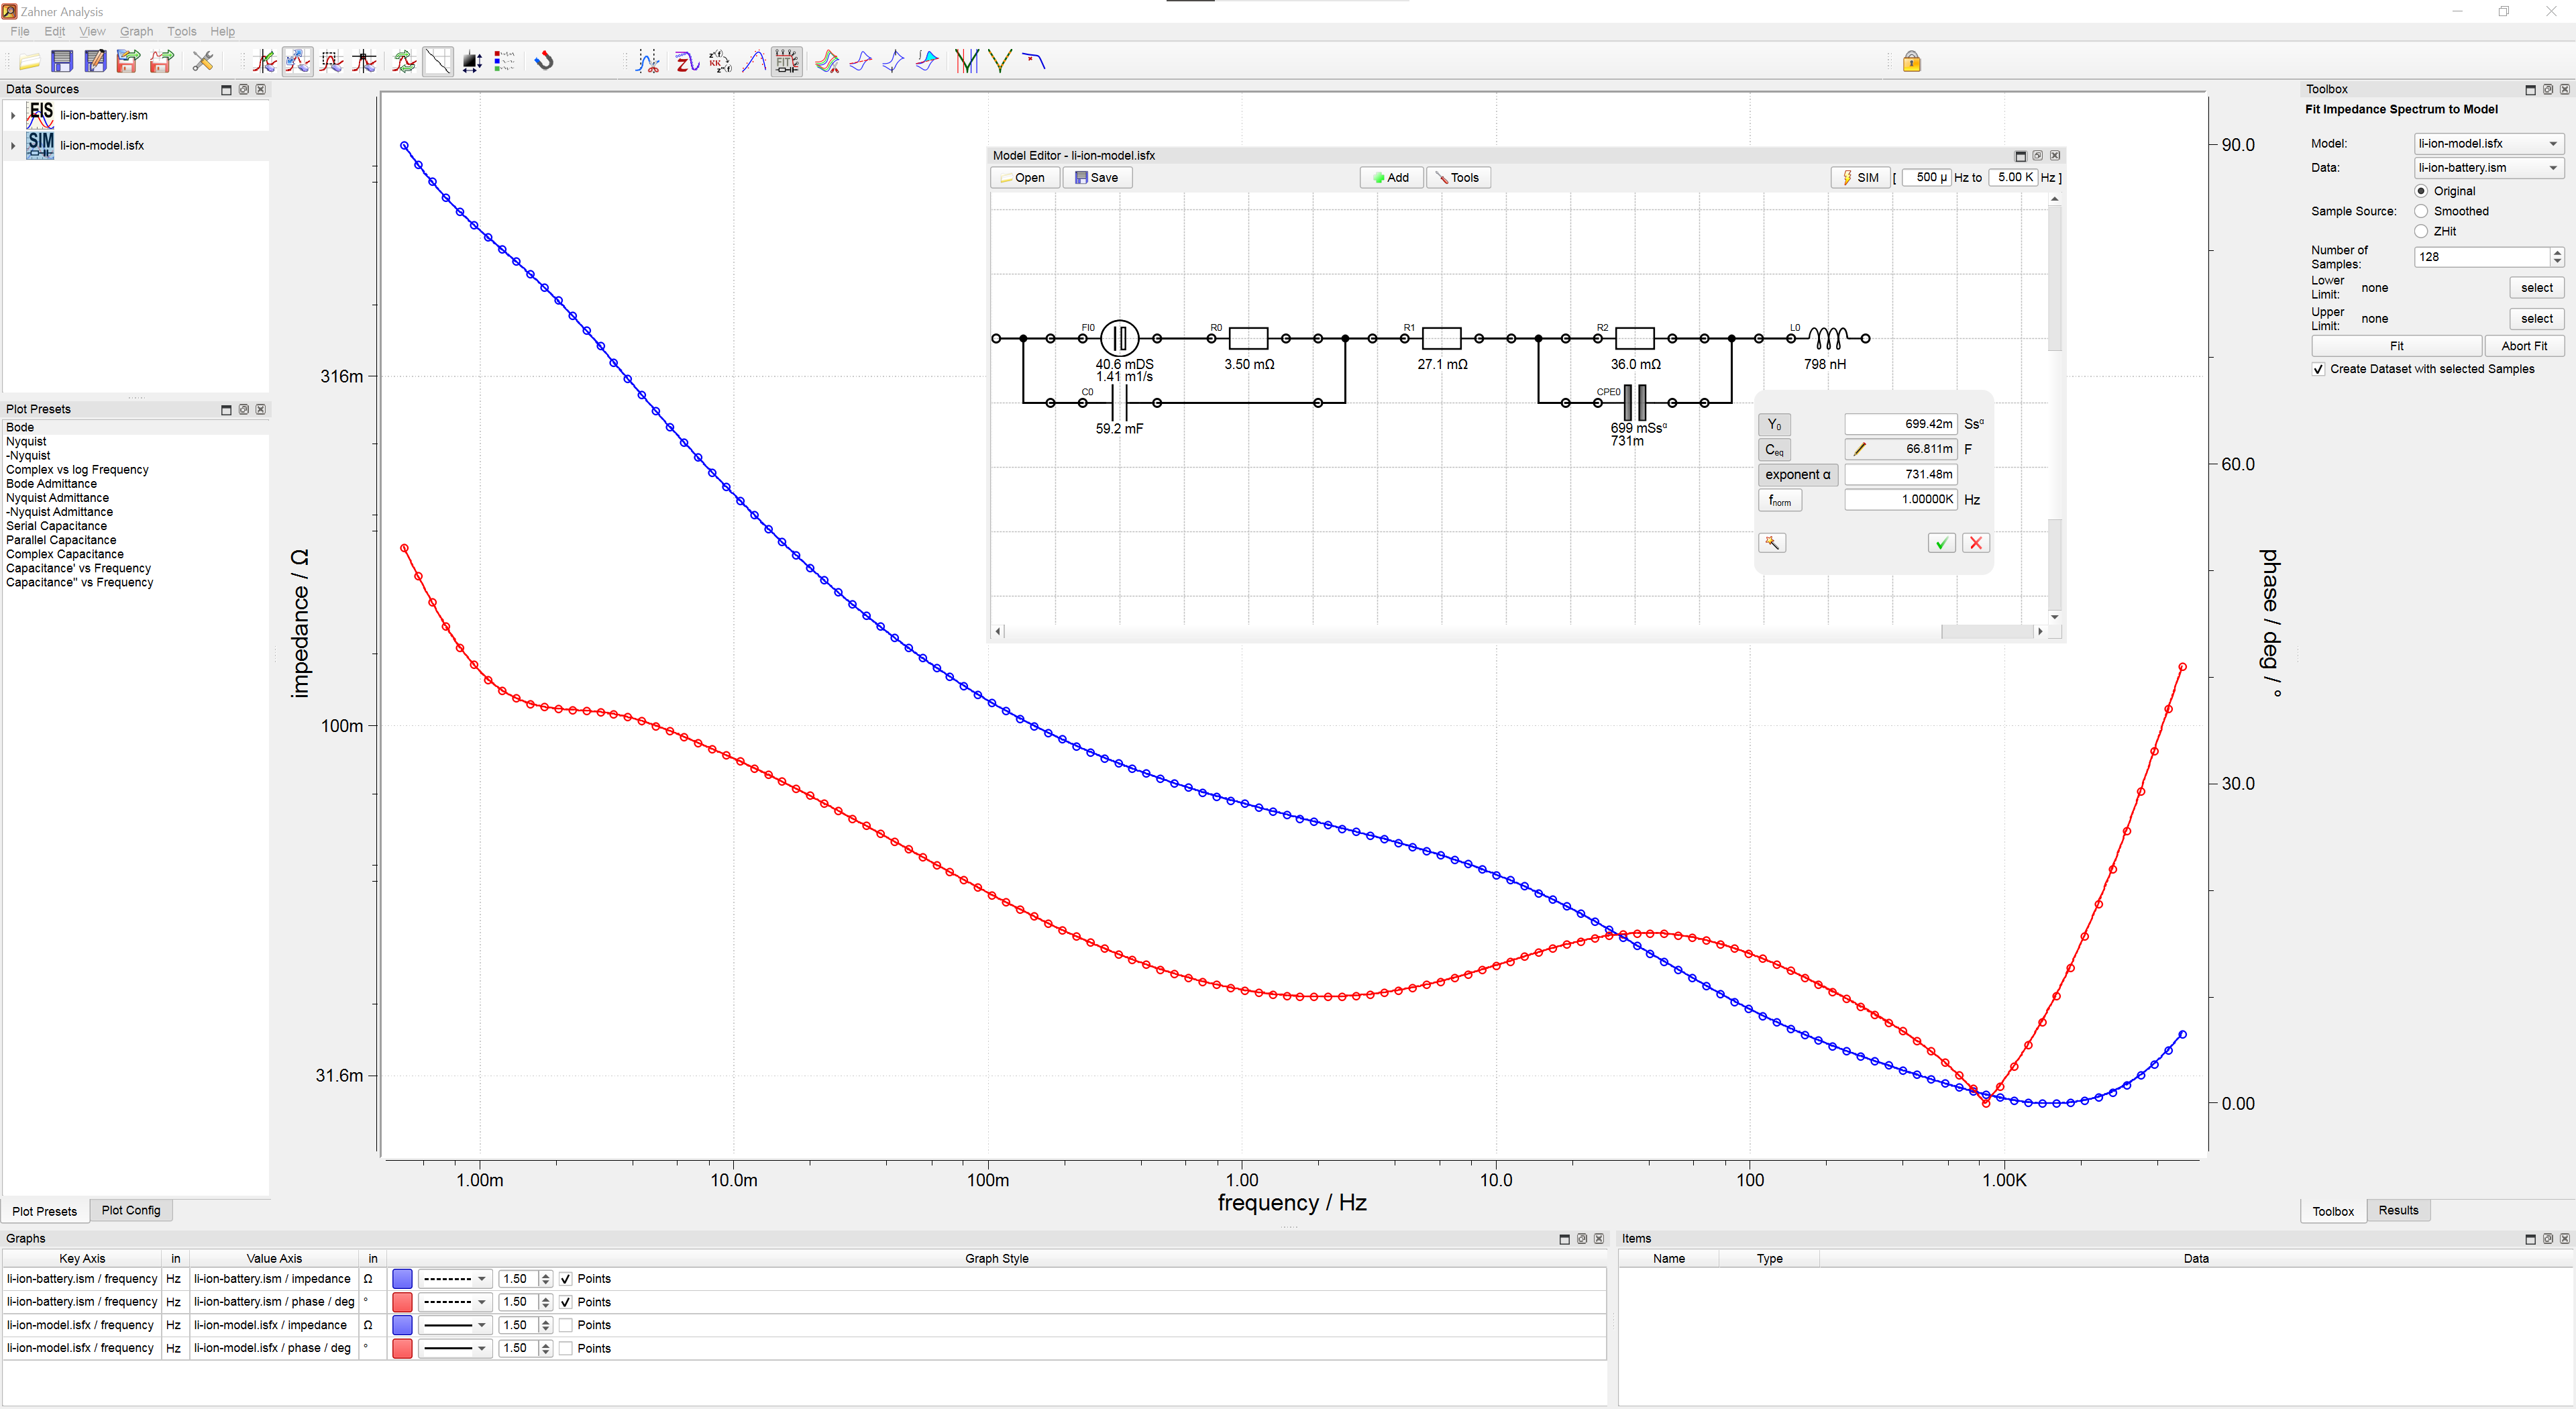 Zahner Analysis
File Edit View Graph Tools Help
Data Sources
EIS li-ion-battery.ism
SIM li-ion-model.isfx
Plot Presets
Bode
Nyquist
-Nyquist
Complex vs log Frequency
Bode Admittance
Nyquist Admittance
-Nyquist Admittance
Serial Capacitance
Parallel Capacitance
Complex Capacitance
Capacitance' vs Frequency
Capacitance'' vs Frequency
Plot Presets Plot Config
impedance / Ω
316m
100m
31.6m
Model Editor - li-ion-model.isfx
Open Save Add Tools SIM [ 500 µ Hz to 5.00 K Hz ]
FI0 R0 R1 R2 L0
40.6 mDS 3.50 mΩ 27.1 mΩ 36.0 mΩ 798 nH
1.41 m1/s
C0 CPE0
59.2 mF 699 mSsα
731m
Y0 699.42m Ssα
Ceq 66.811m F
exponent α 731.48m
fnorm 1.00000K Hz
90.0
60.0
30.0
0.00
phase / deg / °
1.00m 10.0m 100m 1.00 10.0 100 1.00K
frequency / Hz
Toolbox
Fit Impedance Spectrum to Model
Model: li-ion-model.isfx
Data: li-ion-battery.ism
Original
Sample Source: Smoothed
ZHit
Number of
Samples: 128
Lower
Limit: none select
Upper
Limit: none select
Fit Abort Fit
Create Dataset with selected Samples
Toolbox Results
Graphs
Key Axis in Value Axis in Graph Style
li-ion-battery.ism / frequency Hz li-ion-battery.ism / impedance Ω 1.50 Points
li-ion-battery.ism / frequency Hz li-ion-battery.ism / phase / deg ° 1.50 Points
li-ion-model.isfx / frequency Hz li-ion-model.isfx / impedance Ω 1.50 Points
li-ion-model.isfx / frequency Hz li-ion-model.isfx / phase / deg ° 1.50 Points
Items
Name Type Data